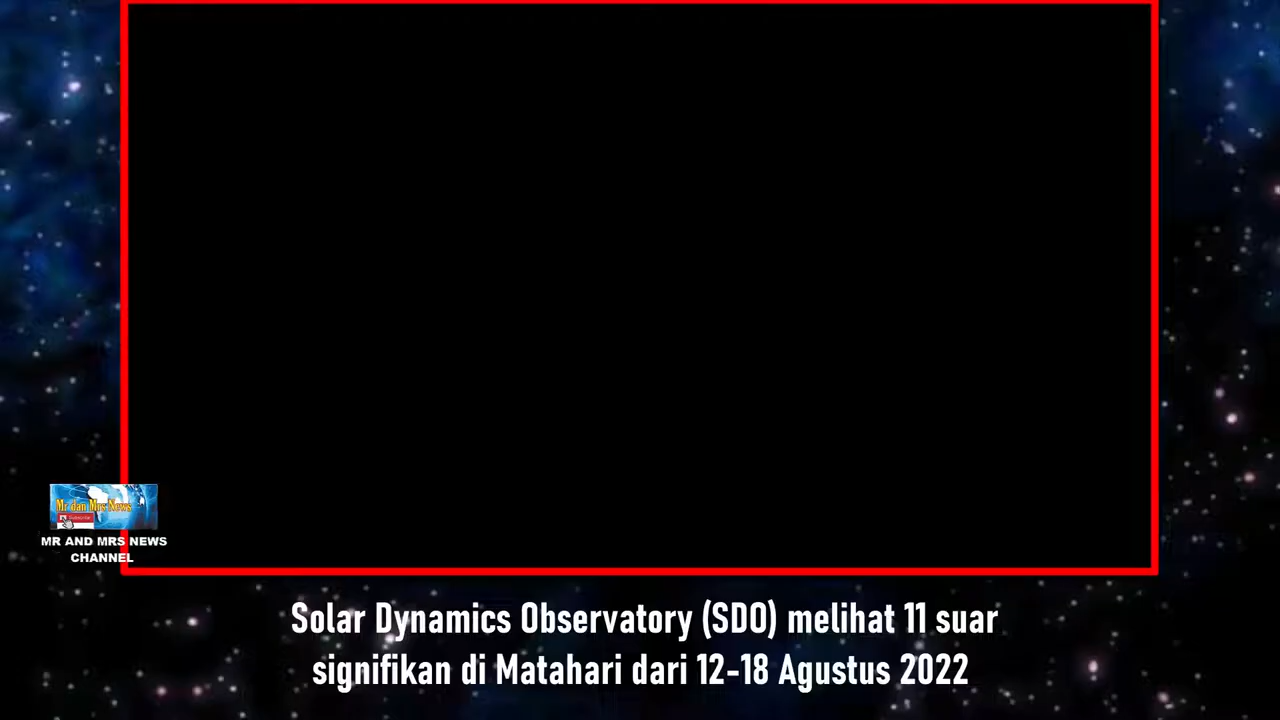 Mr dan Mrs News
Subscribe
MR AND MRS NEWS
CHANNEL
Solar Dynamics Observatory (SDO) melihat 11 suar
signifikan di Matahari dari 12-18 Agustus 2022